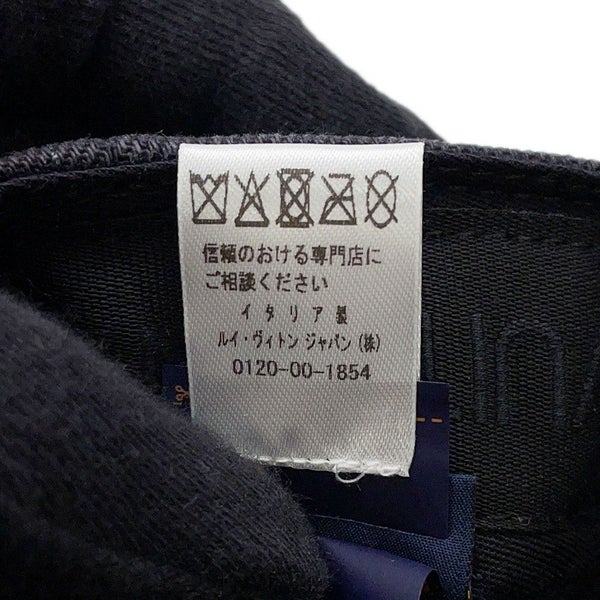 信頼のおける専門店に
ご相談ください
イタリア製
ルイ・ヴィトン ジャパン(株)
0120-00-1854